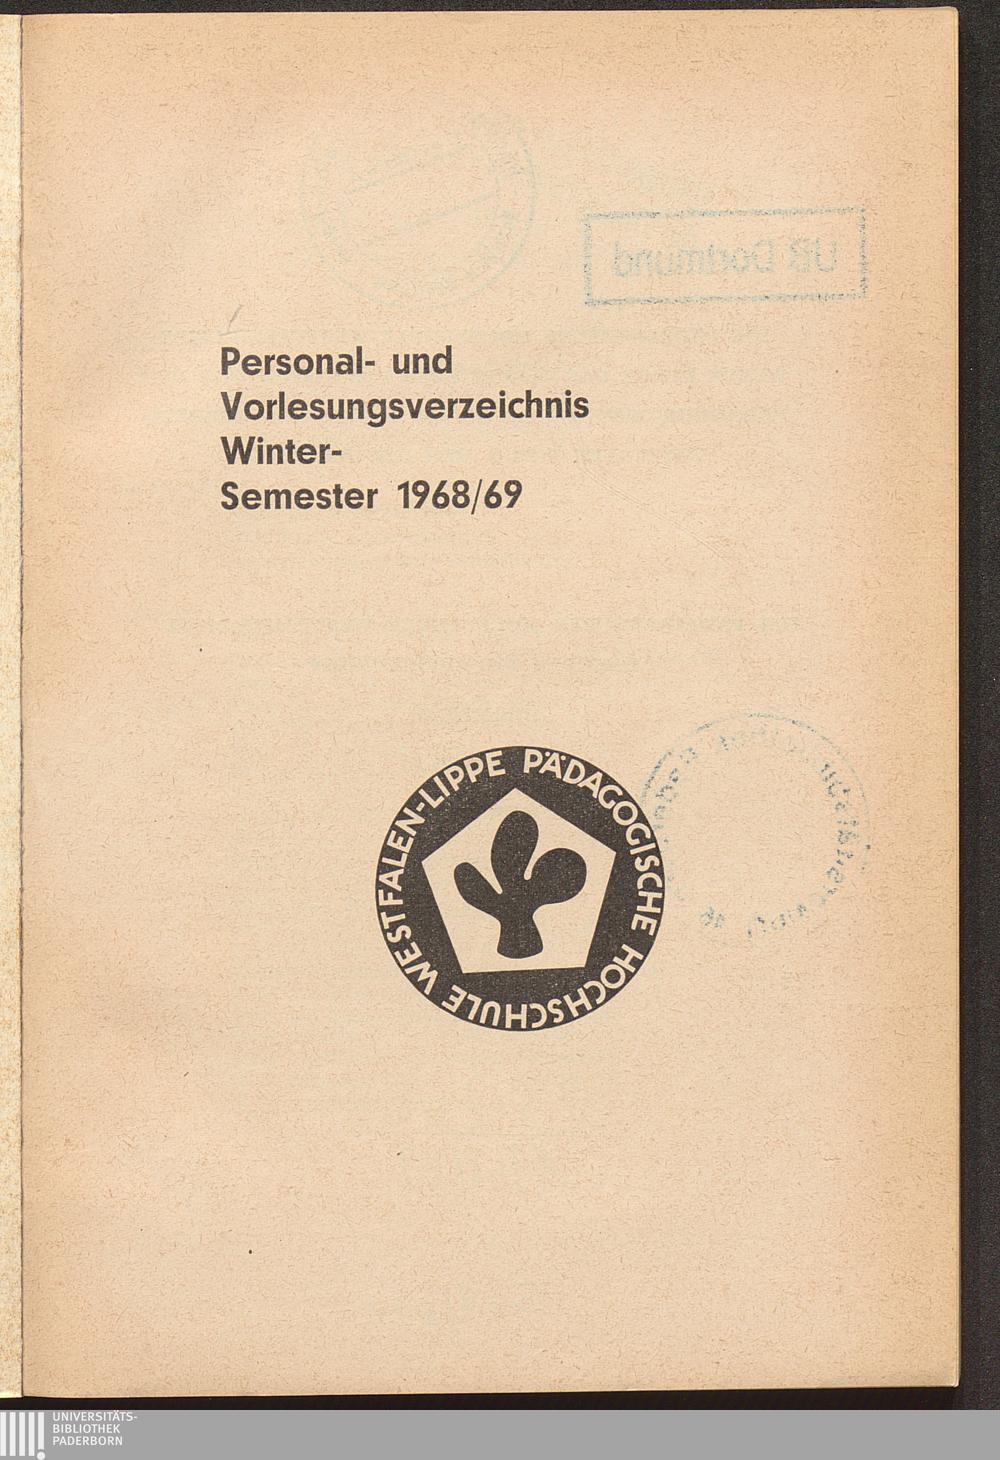 UB Dortmund
Personal- und
Vorlesungsverzeichnis
Winter-
Semester 1968/69
PÄDAGOGISCHE HOCHSCHULE WESTFALEN-LIPPE
UNIVERSITÄTS-
BIBLIOTHEK
PADERBORN